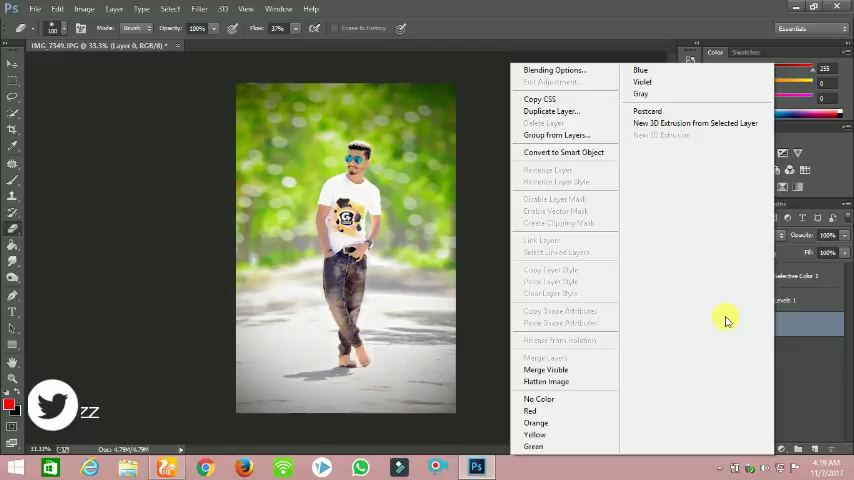 Ps File Edit Image Layer Type Select Filter 3D View Window Help
100 Mode: Brush Opacity: 100% Flow: 37% Erase to History Essentials
IMG_7349.JPG @ 33.3% (Layer 0, RGB/8) * ×
Color Swatches
255
0
0
Blending Options...
Edit Adjustment...
Copy CSS
Duplicate Layer...
Delete Layer
Group from Layers...
Convert to Smart Object
Rasterize Layer
Rasterize Layer Style
Disable Layer Mask
Enable Vector Mask
Create Clipping Mask
Link Layers
Select Linked Layers
Copy Layer Style
Paste Layer Style
Clear Layer Style
Copy Shape Attributes
Paste Shape Attributes
Release from Isolation
Merge Layers
Merge Visible
Flatten Image
No Color
Red
Orange
Yellow
Green
Blue
Violet
Gray
Postcard
New 3D Extrusion from Selected Layer
New 3D Extrusion
Opacity: 100%
Fill: 100%
Selective Color 1
Levels 1
G
zz
33.33% Doc: 4.79M/4.79M
Ps
4:19 AM
11/7/2017